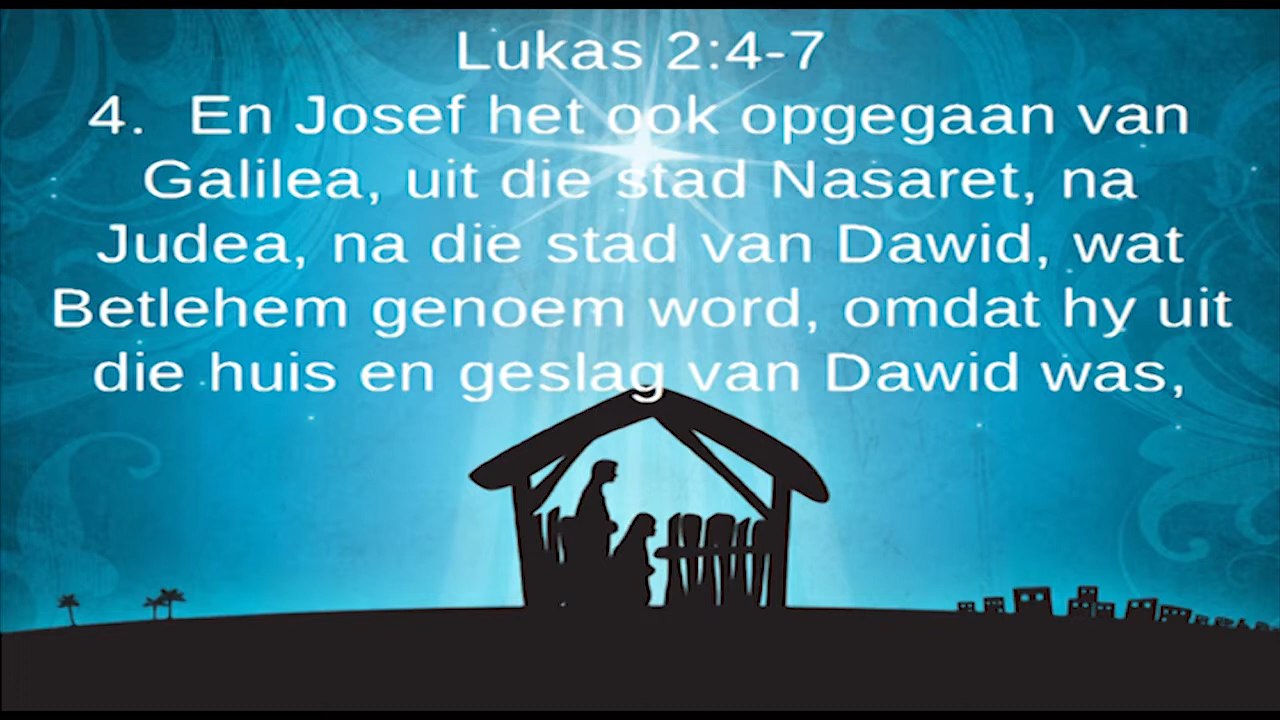 Lukas 2:4-7
4.  En Josef het ook opgegaan van
Galilea, uit die stad Nasaret, na
Judea, na die stad van Dawid, wat
Betlehem genoem word, omdat hy uit
die huis en geslag van Dawid was,